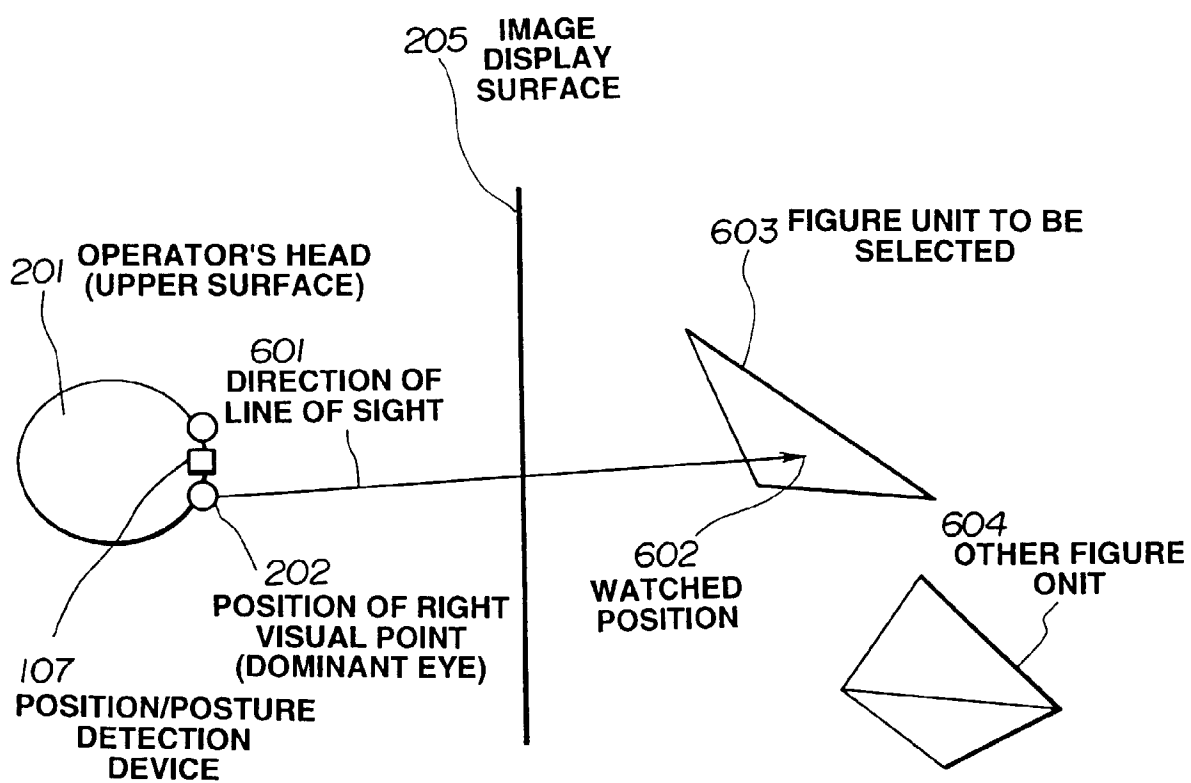 205 IMAGE
DISPLAY
SURFACE
603 FIGURE UNIT TO BE
SELECTED
201 OPERATOR'S HEAD
(UPPER SURFACE)
601
DIRECTION OF
LINE OF SIGHT
604
OTHER FIGURE
ONIT
602
WATCHED
POSITION
202
POSITION OF RIGHT
VISUAL POINT
(DOMINANT EYE)
107
POSITION/POSTURE
DETECTION
DEVICE